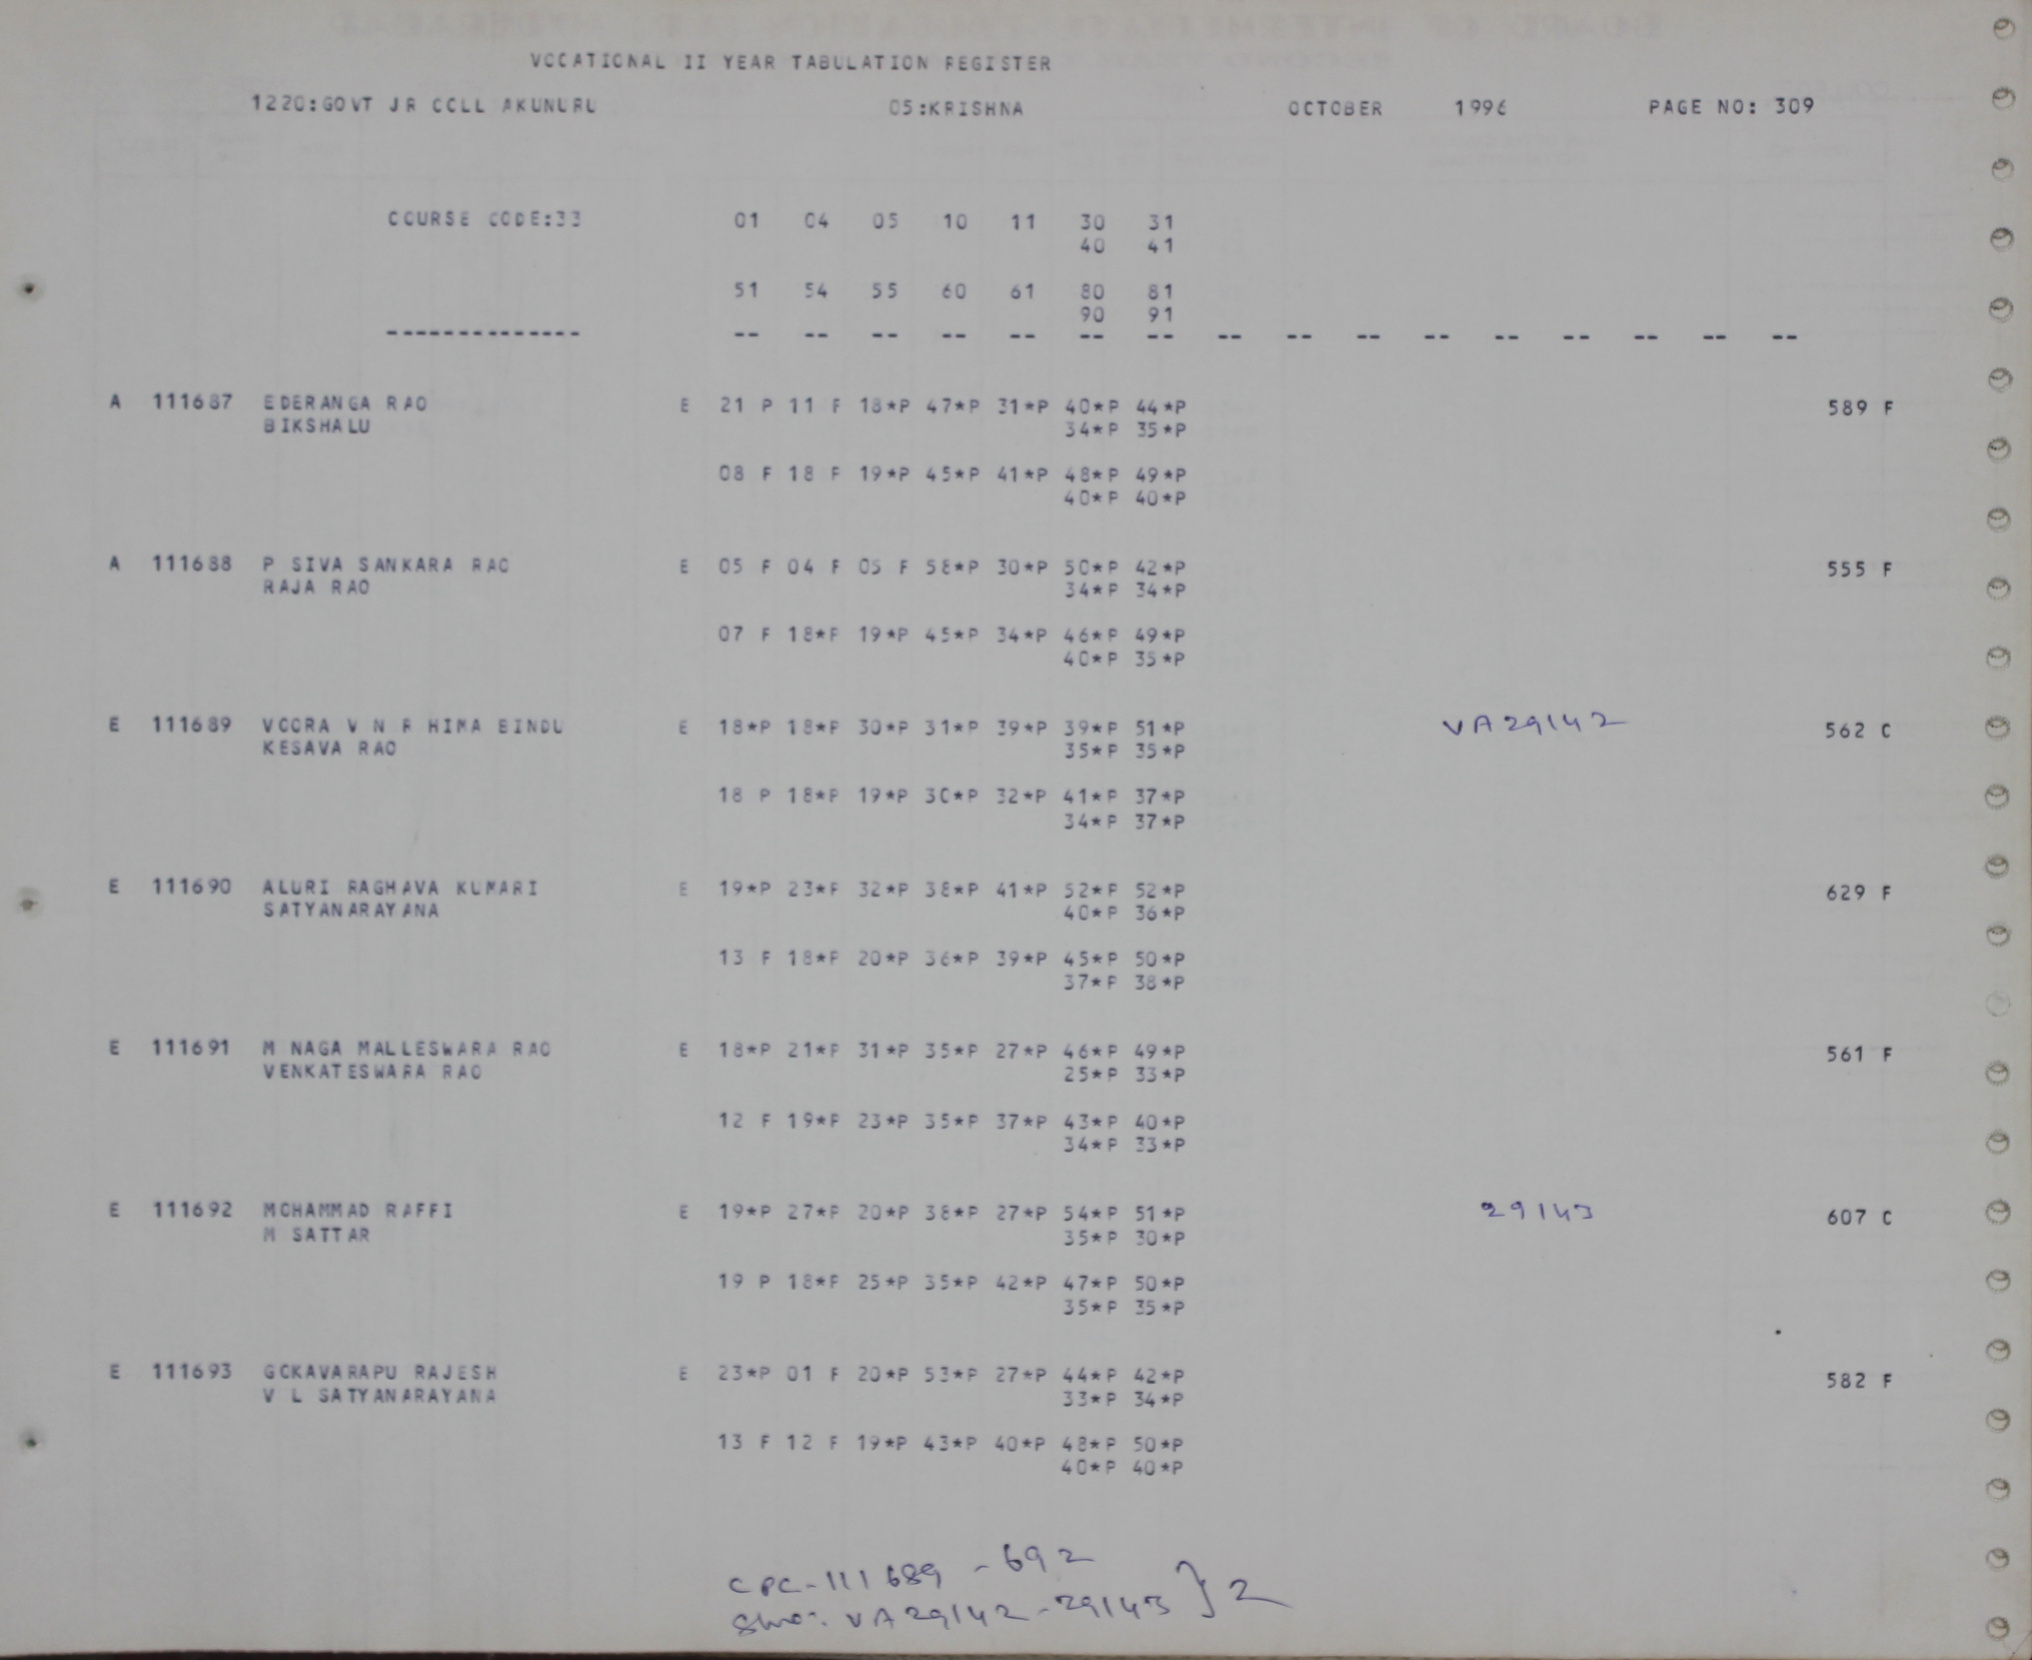 VOCATIONAL II YEAR TABULATION REGISTER
1220:GOVT JR COLL AKUNURU 05:KRISHNA OCTOBER 1996 PAGE NO: 309
COURSE CODE:33 01 04 05 10 11 30 31
40 41
51 54 55 60 61 80 81
90 91
-------------- -- -- -- -- -- -- -- -- -- -- -- -- -- -- -- --
A 111687 EDERANGA RAO E 21 P 11 F 18*P 47*P 31*P 40*P 44*P 589 F
BIKSHALU 34*P 35*P
08 F 18 P 19*P 45*P 41*P 48*P 49*P
40*P 40*P
A 111688 P SIVA SANKARA RAO E 05 F 04 F 05 F 58*P 30*P 50*P 42*P 555 F
RAJA RAO 34*P 34*P
07 F 18*P 19*P 45*P 34*P 46*P 49*P
40*P 35*P
E 111689 VOORA V N R HIMA BINDU E 18*P 18*P 30*P 31*P 39*P 39*P 51*P VA29142 562 C
KESAVA RAO 35*P 35*P
18 P 18*P 19*P 30*P 32*P 41*P 37*P
34*P 37*P
E 111690 ALURI RAGHAVA KUMARI E 19*P 23*P 32*P 38*P 41*P 52*P 52*P 629 F
SATYANARAYANA 40*P 36*P
13 F 18*P 20*P 36*P 39*P 45*P 50*P
37*P 38*P
E 111691 M NAGA MALLESWARA RAO E 18*P 21*P 31*P 35*P 27*P 46*P 49*P 561 F
VENKATESWARA RAO 25*P 33*P
12 F 19*P 23*P 35*P 37*P 43*P 40*P
34*P 33*P
E 111692 MOHAMMAD RAFFI E 19*P 27*P 20*P 38*P 27*P 54*P 51*P 29143 607 C
M SATTAR 35*P 30*P
19 P 18*P 25*P 35*P 42*P 47*P 50*P
35*P 35*P
E 111693 GOKAVARAPU RAJESH E 23*P 01 F 20*P 53*P 27*P 44*P 42*P 582 F
V L SATYANARAYANA 33*P 34*P
13 F 12 F 19*P 43*P 40*P 48*P 50*P
40*P 40*P
CPC-111689 - 692
VA29142-29143 } 2